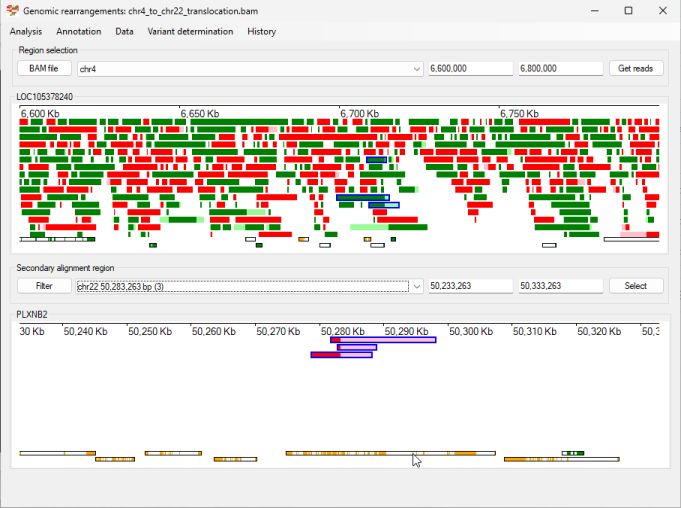 Genomic rearrangements: chr4_to_chr22_translocation.bam
Analysis Annotation Data Variant determination History
Region selection
BAM file chr4 6,600,000 6,800,000 Get reads
LOC105378240
6,600 Kb 6,650 Kb 6,700 Kb 6,750 Kb
Secondary alignment region
Filter chr22 50,283,263 bp (3) 50,233,263 50,333,263 Select
PLXNB2
30 Kb 50,240 Kb 50,250 Kb 50,260 Kb 50,270 Kb 50,280 Kb 50,290 Kb 50,300 Kb 50,310 Kb 50,320 Kb 50,3